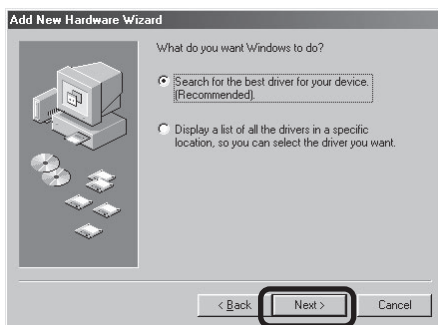 Add New Hardware Wizard
What do you want Windows to do?
Search for the best driver for your device.
(Recommended).
Display a list of all the drivers in a specific
location, so you can select the driver you want.
< Back
Next >
Cancel